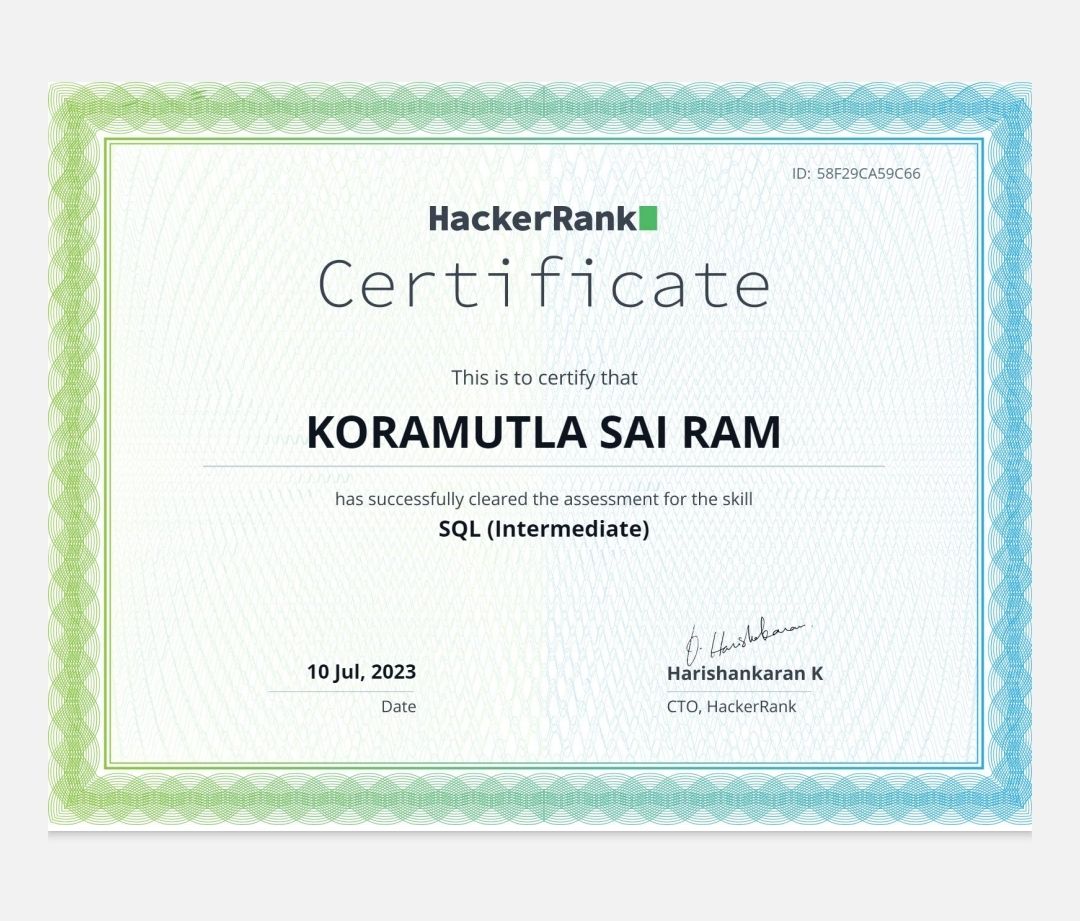 ID: 58F29CA59C66
HackerRank
Certificate
This is to certify that
KORAMUTLA SAI RAM
has successfully cleared the assessment for the skill
SQL (Intermediate)
10 Jul, 2023
Date
Harishankaran K
CTO, HackerRank